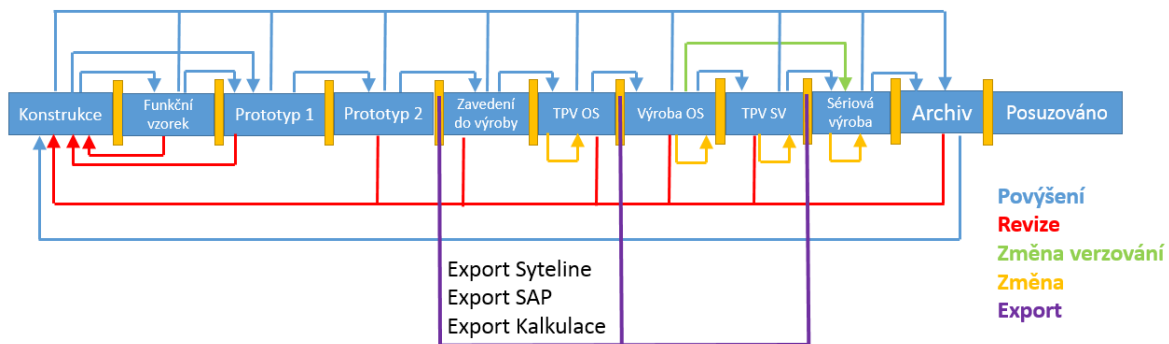 Konstrukce
Funkční
vzorek
Prototyp 1
Prototyp 2
Zavedení
do výroby
TPV OS
Výroba OS
TPV SV
Sériová
výroba
Archiv
Posuzováno
Povýšení
Revize
Změna verzování
Změna
Export
Export Syteline
Export SAP
Export Kalkulace